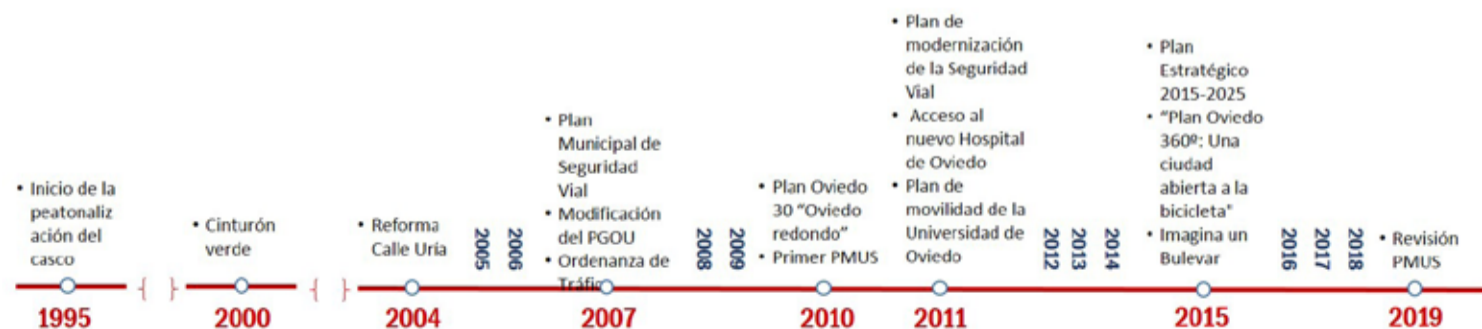 • Inicio de la
peatonaliz
ación del
casco
1995
• Cinturón
verde
2000
• Reforma
Calle Uría
2004
2005
2006
• Plan
Municipal de
Seguridad
Vial
• Modificación
del PGOU
• Ordenanza de
Tráfico
2007
2008
2009
• Plan Oviedo
30 "Oviedo
redondo"
• Primer PMUS
2010
• Plan de
modernización
de la Seguridad
Vial
• Acceso al
nuevo Hospital
de Oviedo
• Plan de
movilidad de la
Universidad de
Oviedo
2011
2012
2013
2014
• Plan
Estratégico
2015-2025
• "Plan Oviedo
360º: Una
ciudad
abierta a la
bicicleta"
• Imagina un
Bulevar
2015
2016
2017
2018
• Revisión
PMUS
2019